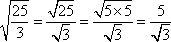 √(25/3) = √25/√3 = √(5×5)/√3 = 5/√3